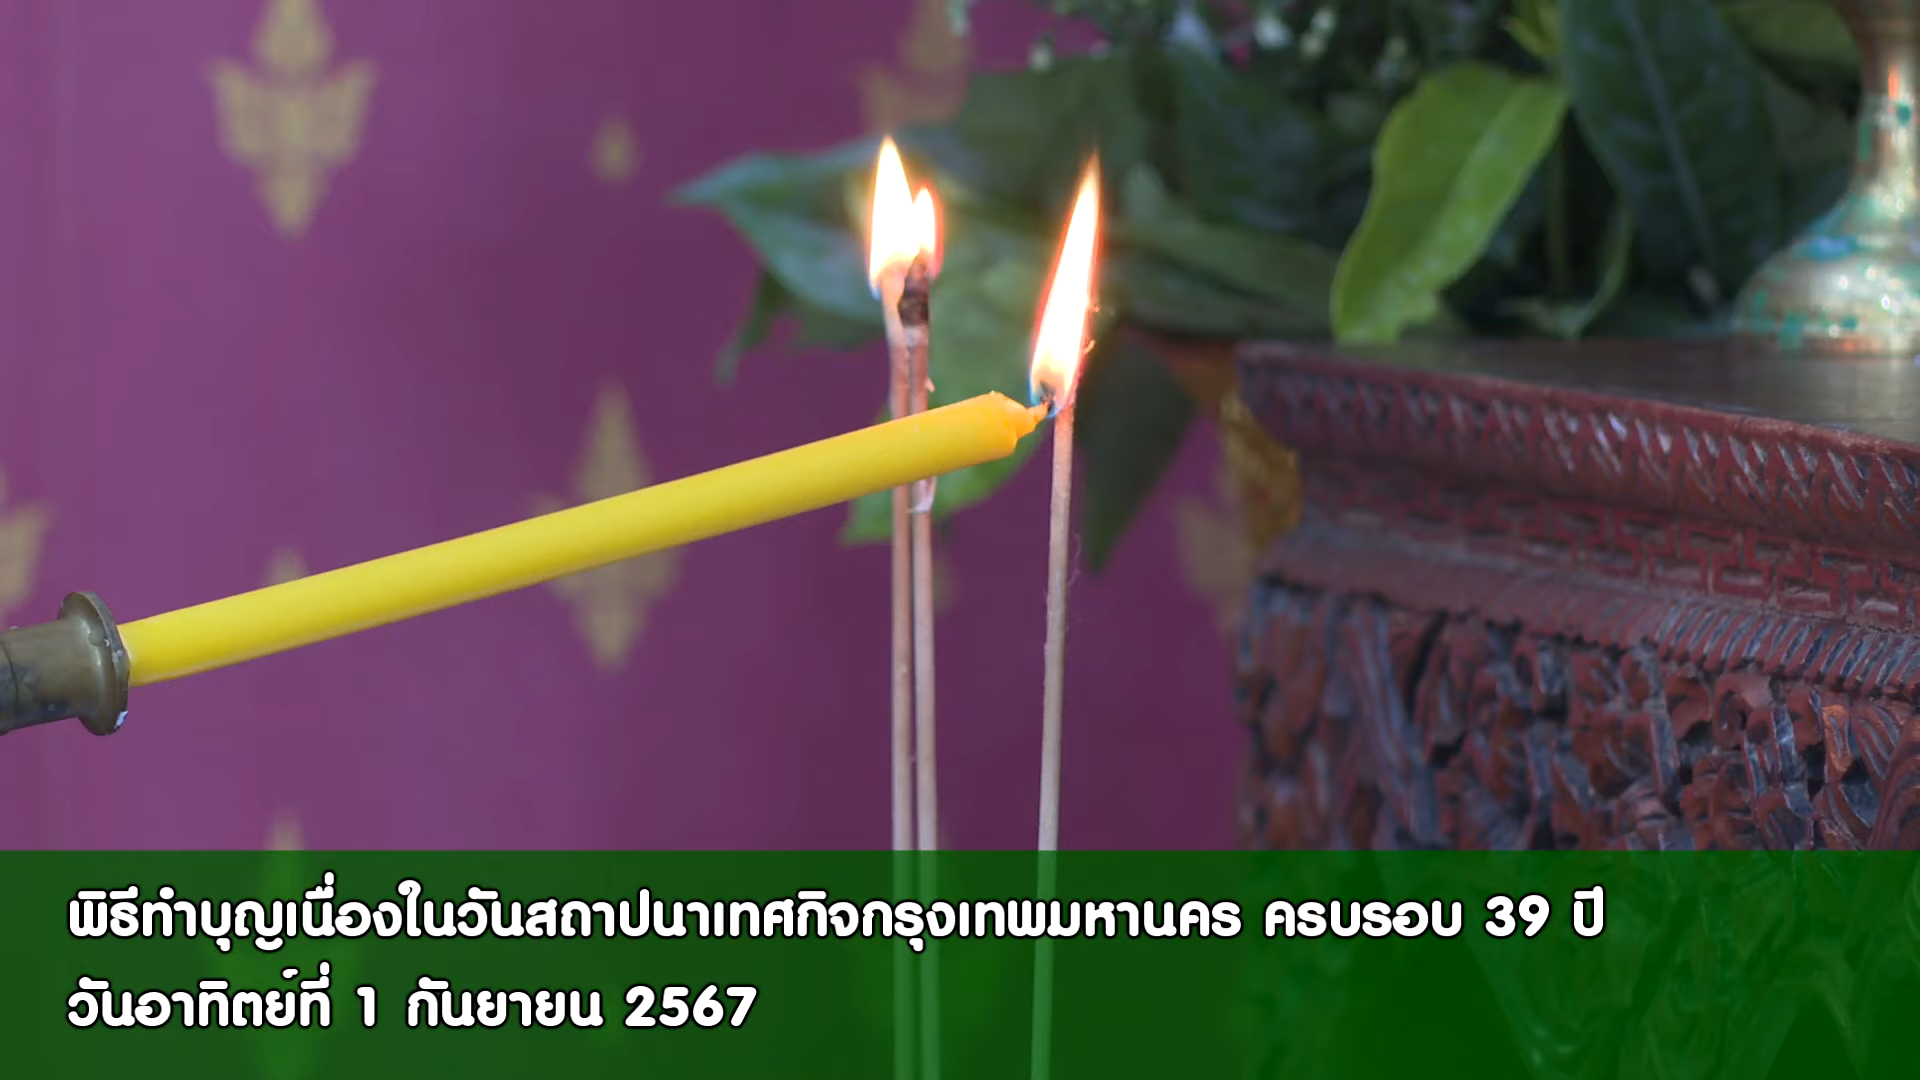 พิธีทำบุญเนื่องในวันสถาปนาเทศกิจกรุงเทพมหานคร ครบรอบ 39 ปี
วันอาทิตย์ที่ 1 กันยายน 2567